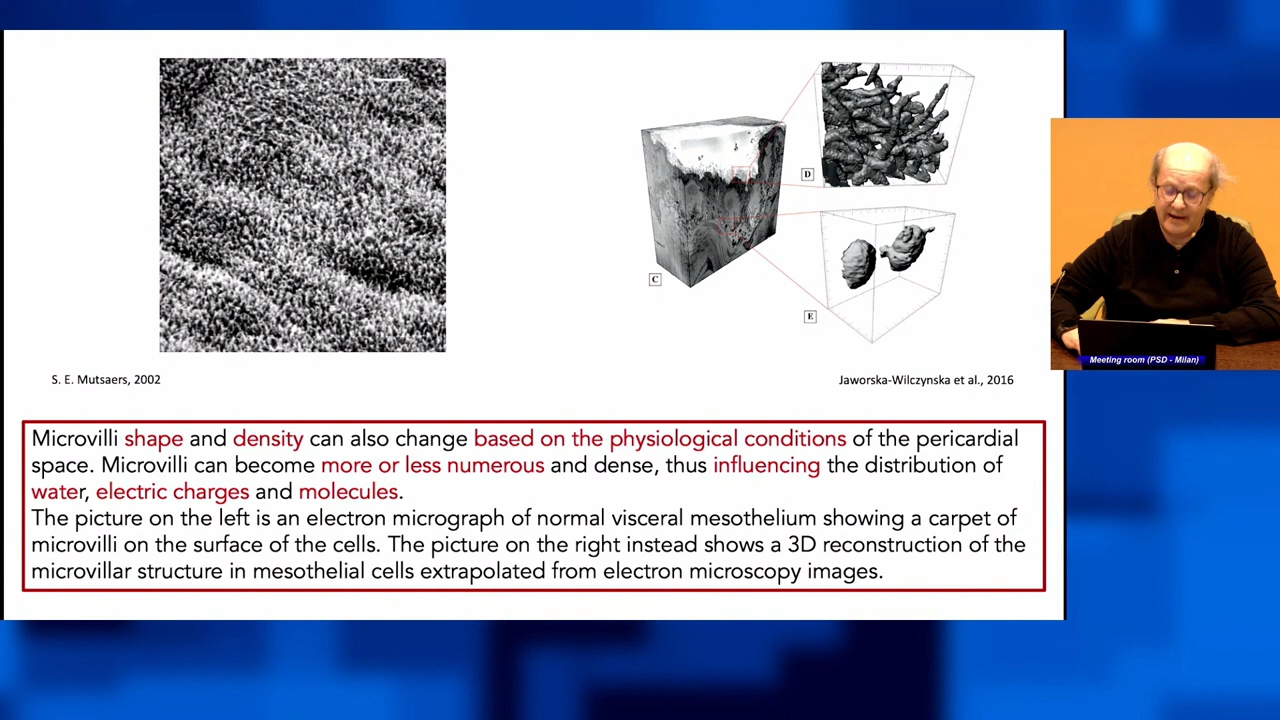 D
C
E
S. E. Mutsaers, 2002
Jaworska-Wilczynska et al., 2016
Meeting room (PSD - Milan)
Microvilli shape and density can also change based on the physiological conditions of the pericardial
space. Microvilli can become more or less numerous and dense, thus influencing the distribution of
water, electric charges and molecules.
The picture on the left is an electron micrograph of normal visceral mesothelium showing a carpet of
microvilli on the surface of the cells. The picture on the right instead shows a 3D reconstruction of the
microvillar structure in mesothelial cells extrapolated from electron microscopy images.